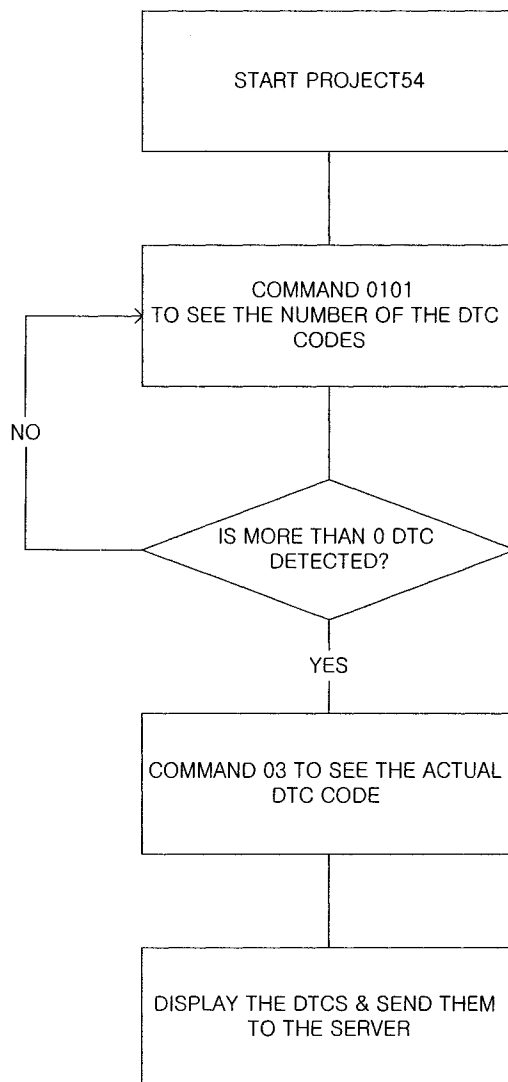 START PROJECT54
COMMAND 0101
TO SEE THE NUMBER OF THE DTC
CODES
NO
IS MORE THAN 0 DTC
DETECTED?
YES
COMMAND 03 TO SEE THE ACTUAL
DTC CODE
DISPLAY THE DTCS & SEND THEM
TO THE SERVER